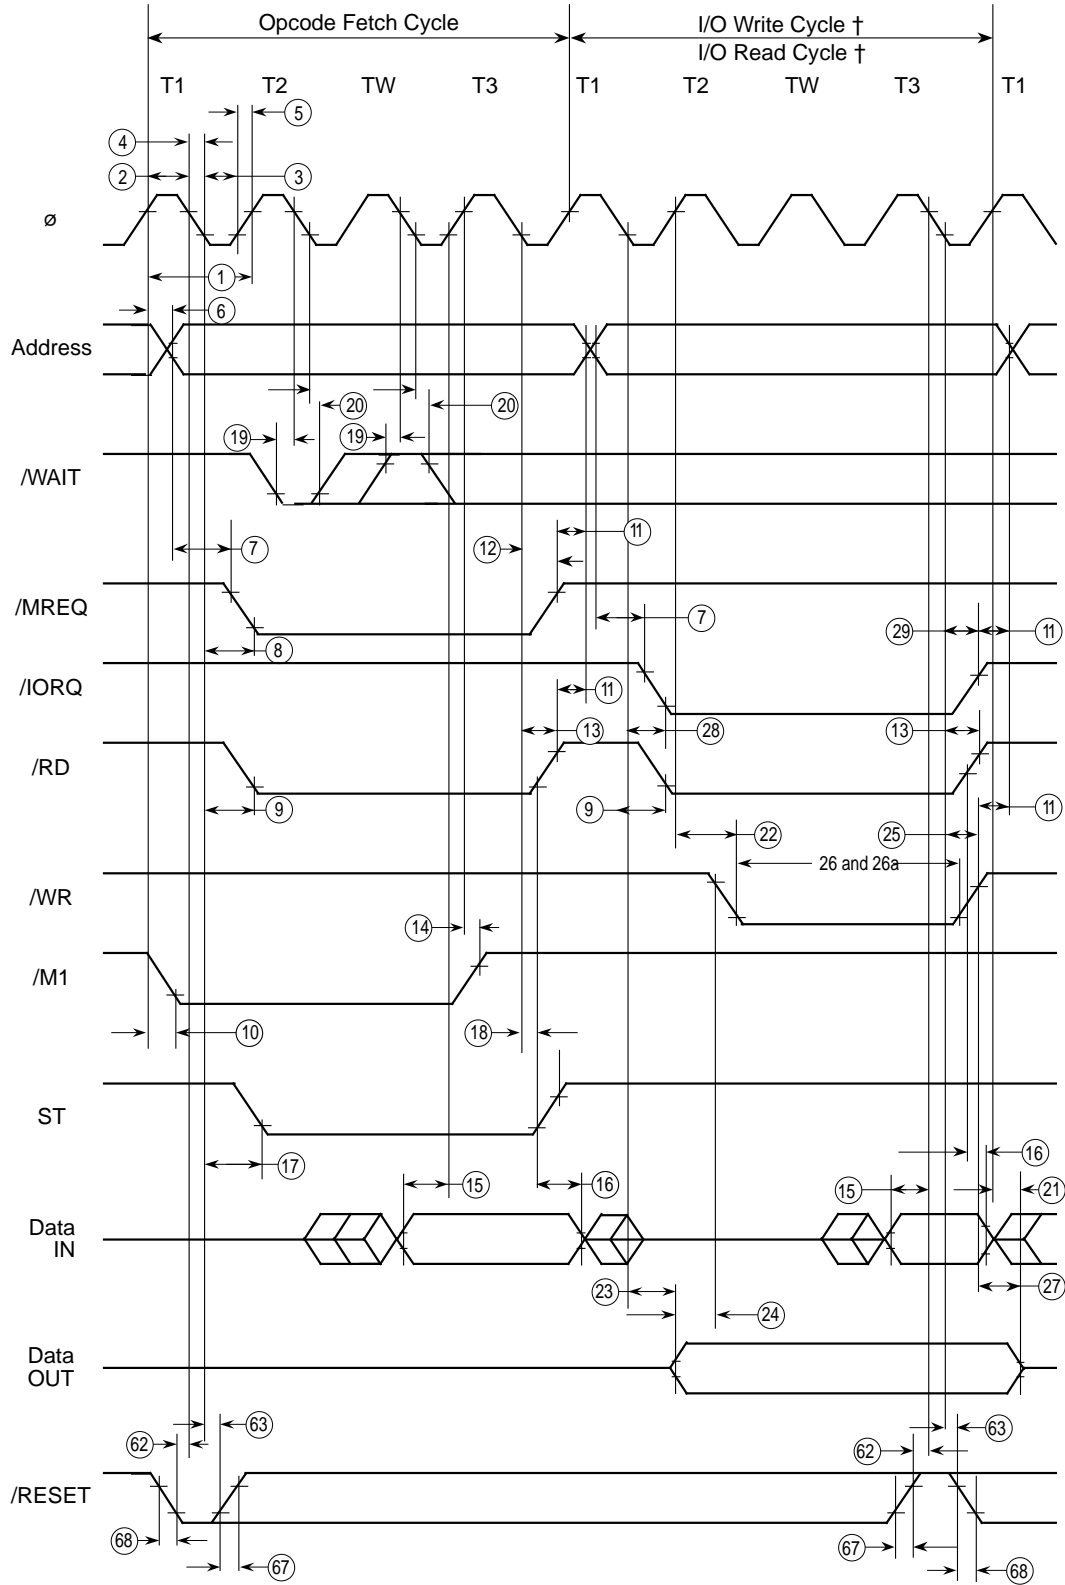 Opcode Fetch Cycle
I/O Write Cycle †
I/O Read Cycle †
T1 T2 TW T3 T1 T2 TW T3 T1
5
4
2 3
ø
1
6
Address
20 20
19 19
/WAIT
11
7 12
/MREQ
7 29 11
8
/IORQ
11
13 28 13
/RD
9 9 11
22 25
26 and 26a
/WR
14
/M1
10 18
ST
17 16
15 16 15 21
Data
IN
23 27
24
Data
OUT
63 63
62 62
/RESET
68 67 67 68